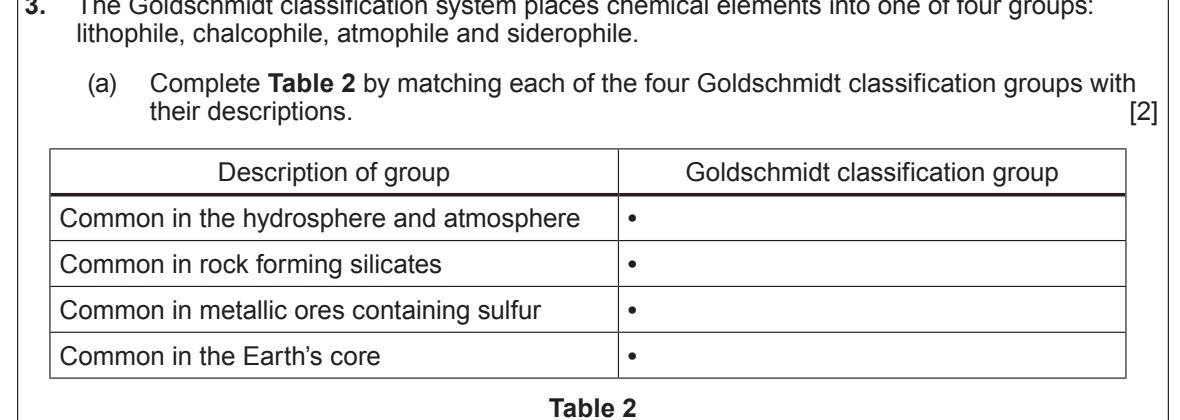 3. The Goldschmidt classification system places chemical elements into one of four groups:
lithophile, chalcophile, atmophile and siderophile.
(a) Complete Table 2 by matching each of the four Goldschmidt classification groups with
their descriptions. [2]
Description of group Goldschmidt classification group
Common in the hydrosphere and atmosphere •
Common in rock forming silicates •
Common in metallic ores containing sulfur •
Common in the Earth's core •
Table 2